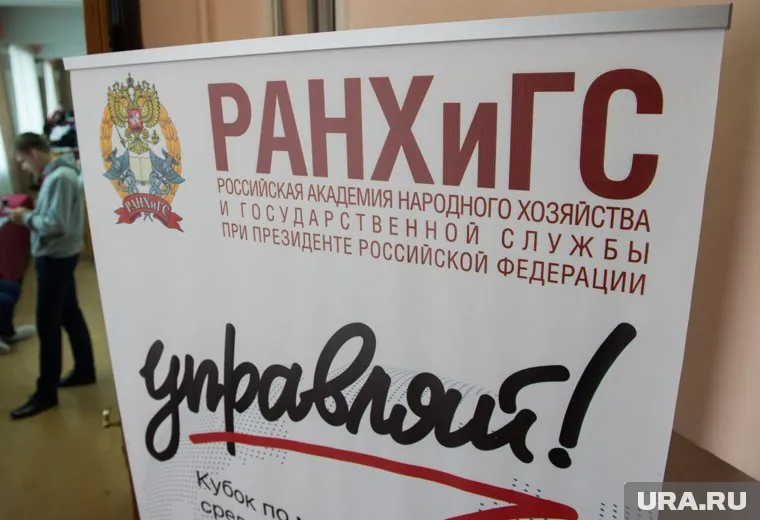 РАНХиГС
РОССИЙСКАЯ АКАДЕМИЯ НАРОДНОГО ХОЗЯЙСТВА
И ГОСУДАРСТВЕННОЙ СЛУЖБЫ
ПРИ ПРЕЗИДЕНТЕ РОССИЙСКОЙ ФЕДЕРАЦИИ
РАНХиГС
управляй!
Кубок по
URA.RU